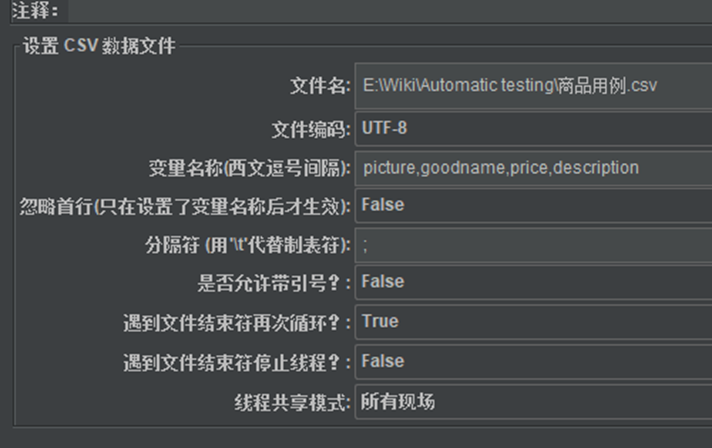 注释:
设置 CSV 数据文件
文件名: E:\Wiki\Automatic testing\商品用例.csv
文件编码: UTF-8
变量名称(西文逗号间隔): picture,goodname,price,description
忽略首行(只在设置了变量名称后才生效): False
分隔符 (用'\t'代替制表符): ;
是否允许带引号？: False
遇到文件结束符再次循环？: True
遇到文件结束符停止线程？: False
线程共享模式: 所有现场